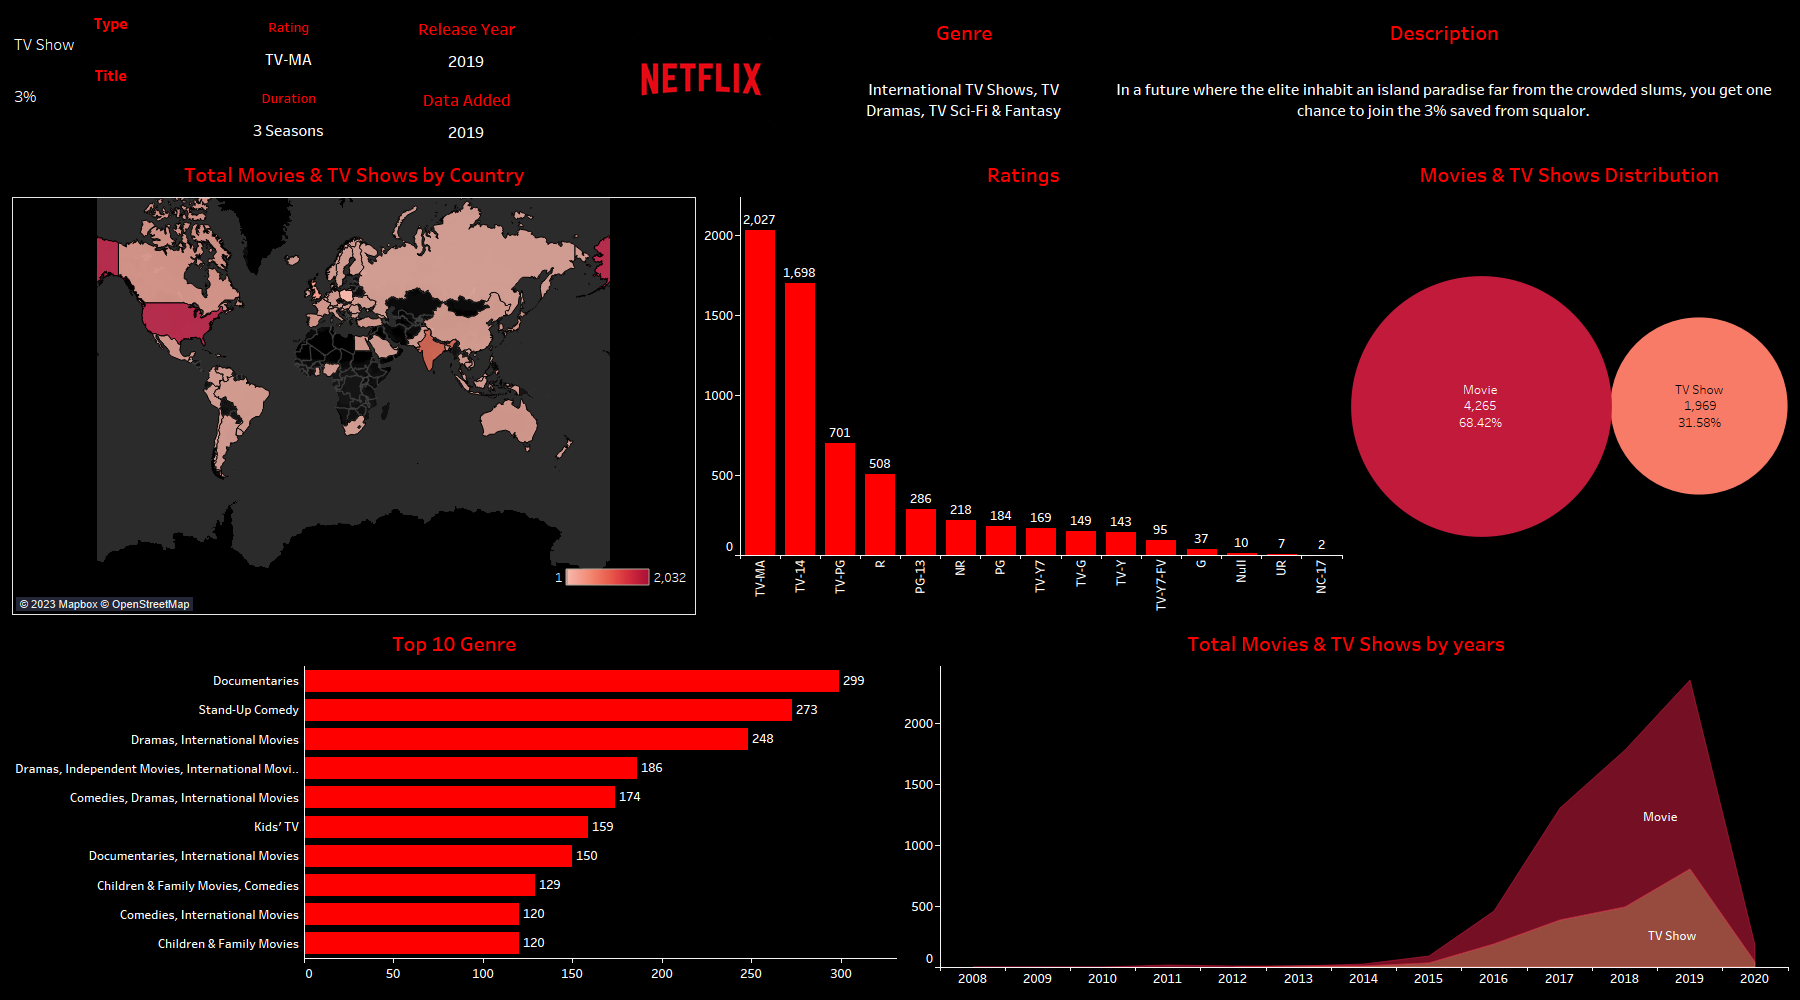 Type
TV Show
Title
3%
Rating
TV-MA
Duration
3 Seasons
Release Year
2019
Data Added
2019
NETFLIX
Genre
International TV Shows, TV
Dramas, TV Sci-Fi & Fantasy
Description
In a future where the elite inhabit an island paradise far from the crowded slums, you get one
chance to join the 3% saved from squalor.
Total Movies & TV Shows by Country
1
2,032
© 2023 Mapbox © OpenStreetMap
Ratings
2000
1500
1000
500
0
2,027
1,698
701
508
286
218
184
169
149
143
95
37
10
7
2
TV-MA
TV-14
TV-PG
R
PG-13
NR
PG
TV-Y7
TV-G
TV-Y
TV-Y7-FV
G
Null
UR
NC-17
Movies & TV Shows Distribution
Movie
4,265
68.42%
TV Show
1,969
31.58%
Top 10 Genre
Documentaries 299
Stand-Up Comedy 273
Dramas, International Movies 248
Dramas, Independent Movies, International Movi.. 186
Comedies, Dramas, International Movies 174
Kids' TV 159
Documentaries, International Movies 150
Children & Family Movies, Comedies 129
Comedies, International Movies 120
Children & Family Movies 120
0 50 100 150 200 250 300
Total Movies & TV Shows by years
2000
1500
1000
500
0
Movie
TV Show
2008 2009 2010 2011 2012 2013 2014 2015 2016 2017 2018 2019 2020